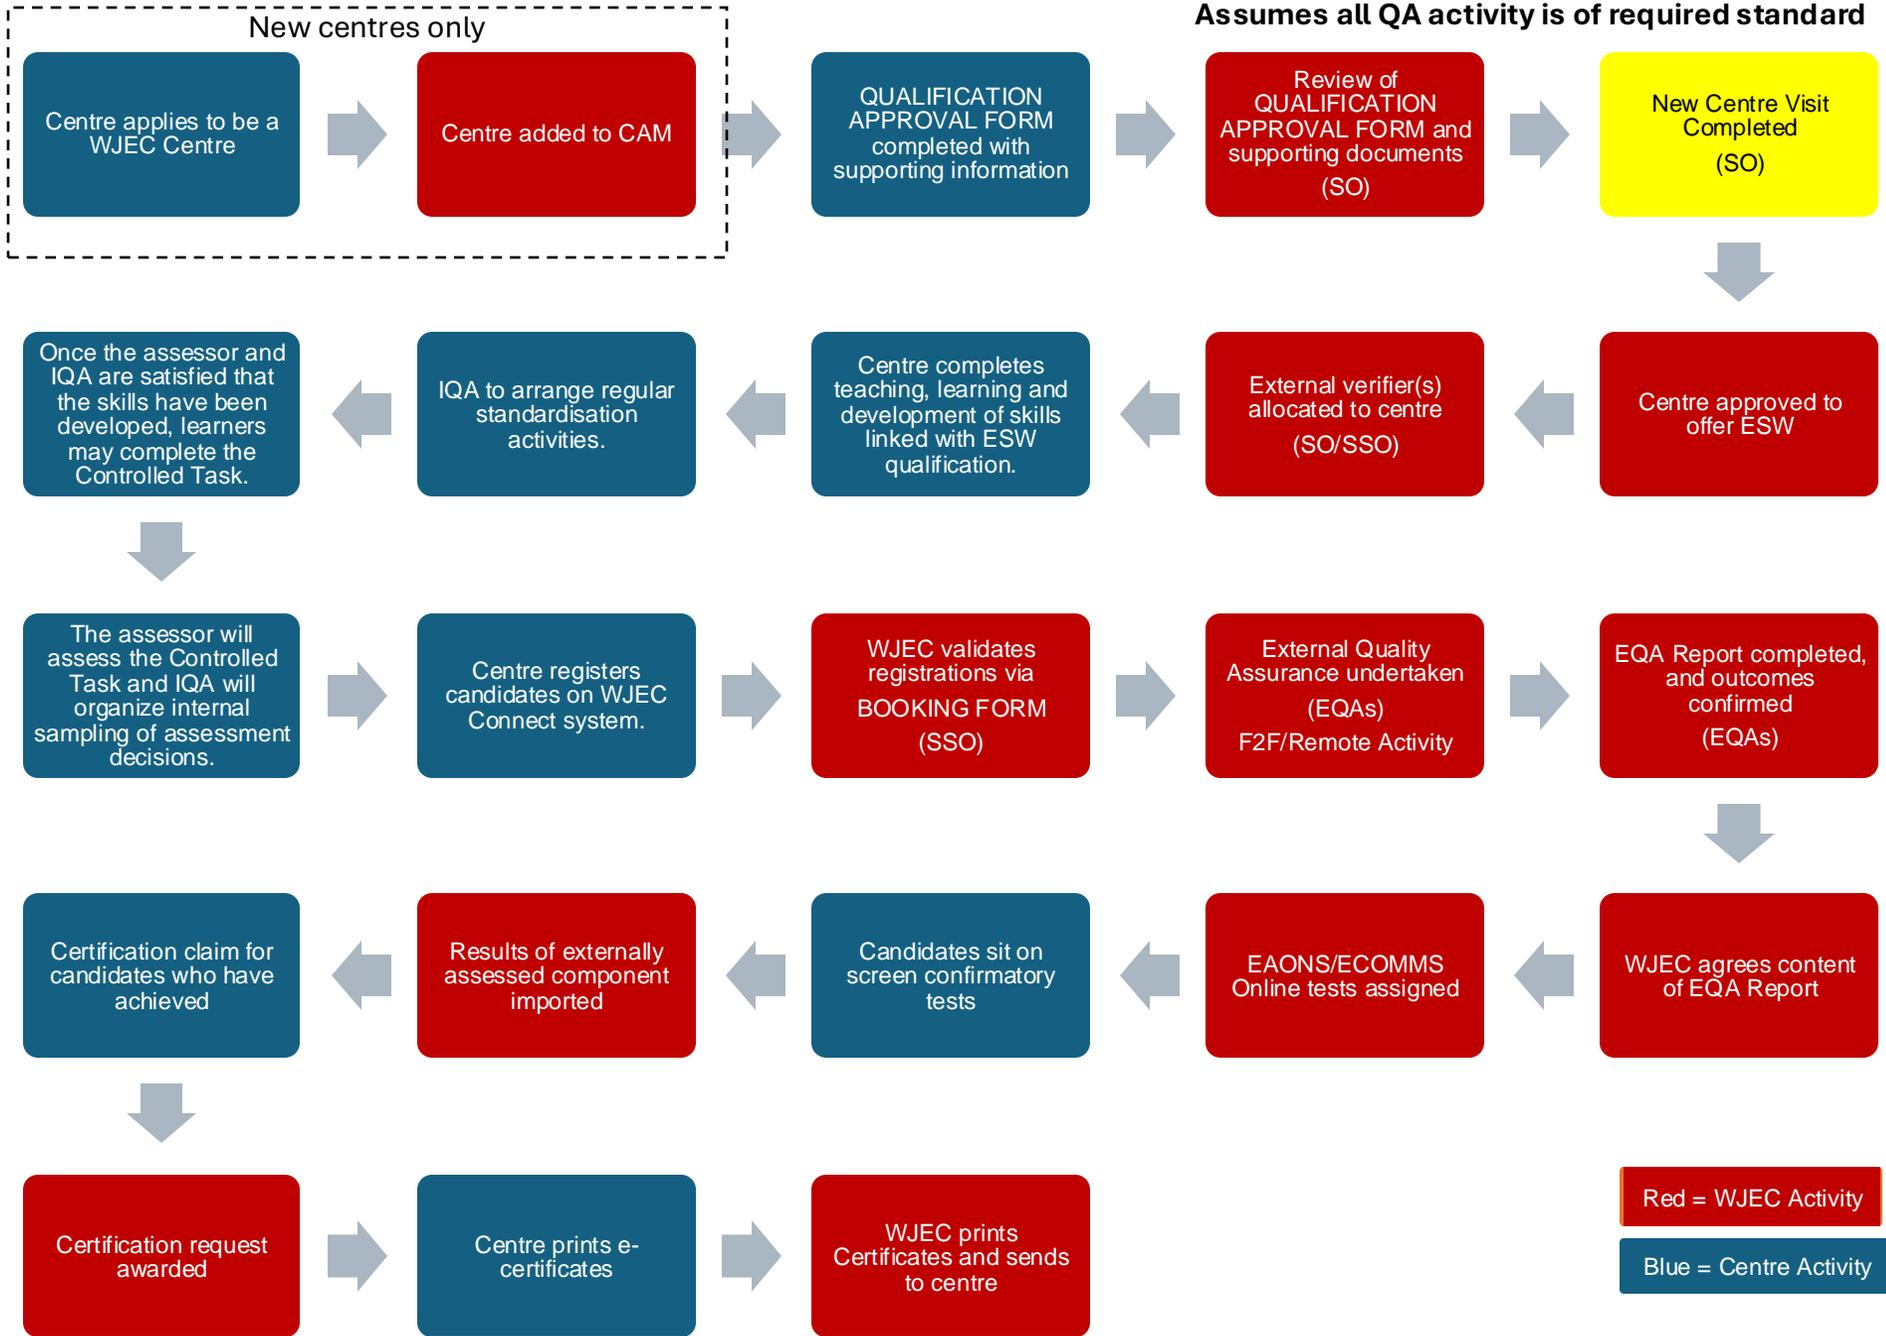 New centres only
Assumes all QA activity is of required standard
Centre applies to be a
WJEC Centre
Centre added to CAM
QUALIFICATION
APPROVAL FORM
completed with
supporting information
Review of
QUALIFICATION
APPROVAL FORM and
supporting documents
(SO)
New Centre Visit
Completed
(SO)
Centre approved to
offer ESW
External verifier(s)
allocated to centre
(SO/SSO)
Centre completes
teaching, learning and
development of skills
linked with ESW
qualification.
IQA to arrange regular
standardisation
activities.
Once the assessor and
IQA are satisfied that
the skills have been
developed, learners
may complete the
Controlled Task.
The assessor will
assess the Controlled
Task and IQA will
organize internal
sampling of assessment
decisions.
Centre registers
candidates on WJEC
Connect system.
WJEC validates
registrations via
BOOKING FORM
(SSO)
External Quality
Assurance undertaken
(EQAs)
F2F/Remote Activity
EQA Report completed,
and outcomes
confirmed
(EQAs)
WJEC agrees content
of EQA Report
EAONS/ECOMMS
Online tests assigned
Candidates sit on
screen confirmatory
tests
Results of externally
assessed component
imported
Certification claim for
candidates who have
achieved
Certification request
awarded
Centre prints e-
certificates
WJEC prints
Certificates and sends
to centre
Red = WJEC Activity
Blue = Centre Activity